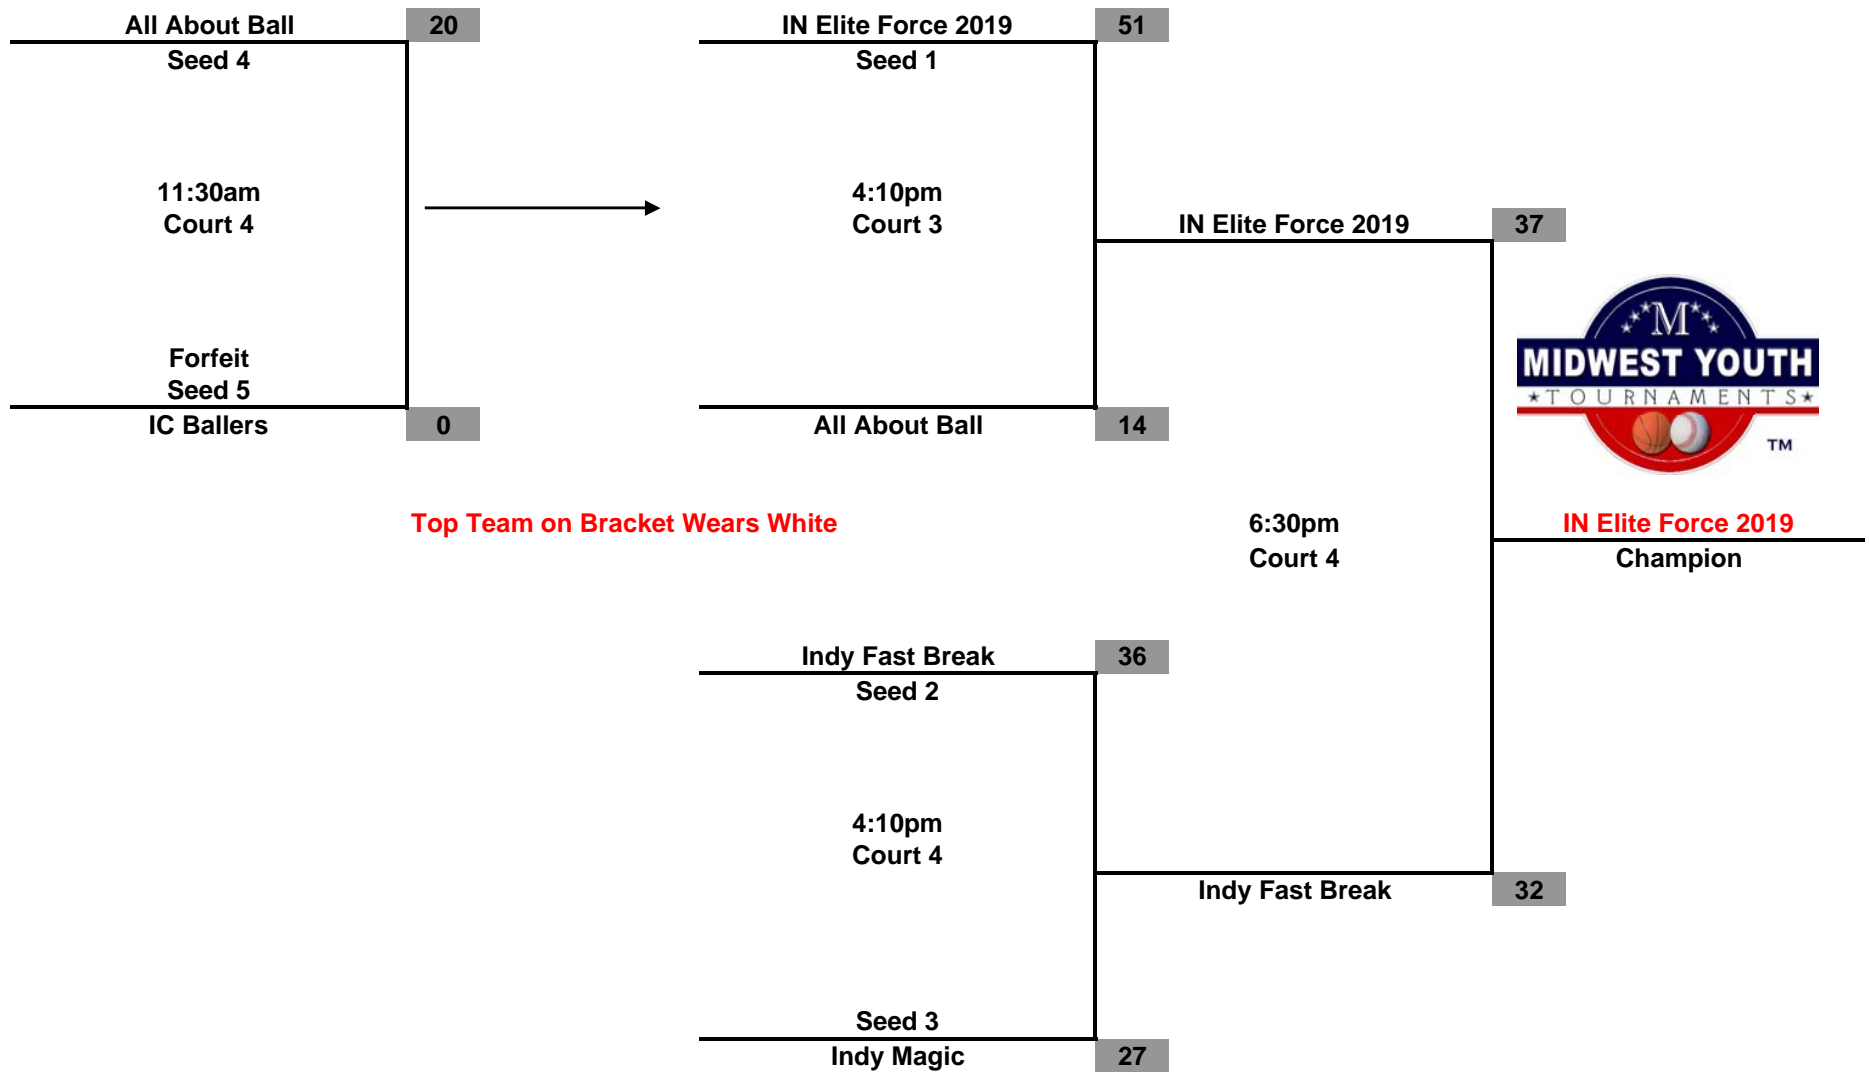 All About Ball 20
Seed 4
11:30am
Court 4
Forfeit
Seed 5
IC Ballers 0
IN Elite Force 2019 51
Seed 1
4:10pm
Court 3
All About Ball 14
IN Elite Force 2019 37
M
MIDWEST YOUTH
TOURNAMENTS
TM
Top Team on Bracket Wears White
6:30pm
Court 4
IN Elite Force 2019
Champion
Indy Fast Break 36
Seed 2
4:10pm
Court 4
Indy Fast Break 32
Seed 3
Indy Magic 27